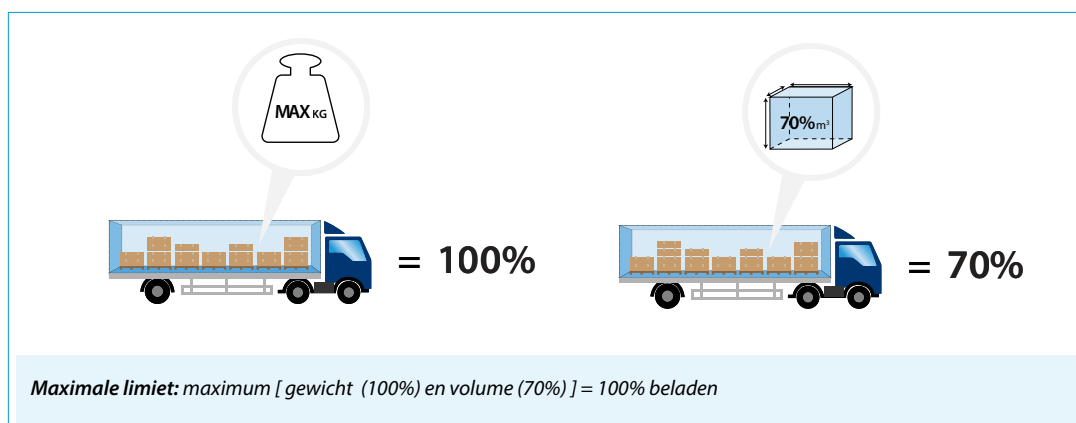 MAX KG
70% m³
= 100%
= 70%
Maximale limiet: maximum [ gewicht (100%) en volume (70%) ] = 100% beladen